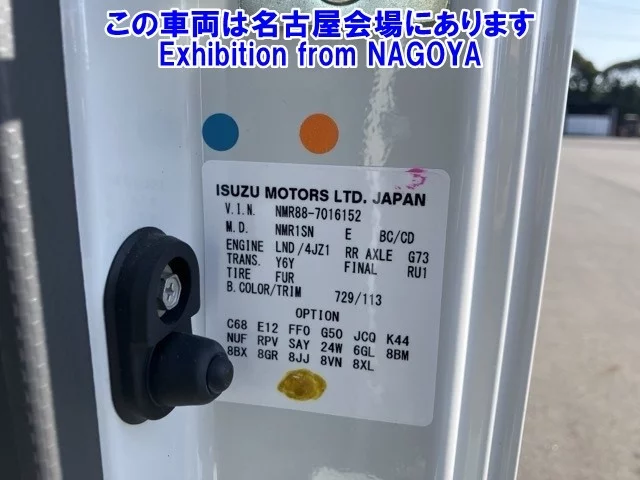 この車両は名古屋会場にあります
Exhibition from NAGOYA
ISUZU MOTORS LTD. JAPAN
V.I.N. NMR88-7016152
M.D. NMR1SN E BC/CD
ENGINE LND/4JZ1 RR AXLE G73
TRANS. Y6Y FINAL RU1
TIRE FUR
B.COLOR/TRIM 729/113
OPTION
C68 E12 FF0 G50 JCQ K44
NUF RPV SAY 24W 6GL 8BM
8BX 8GR 8JJ 8VN 8XL